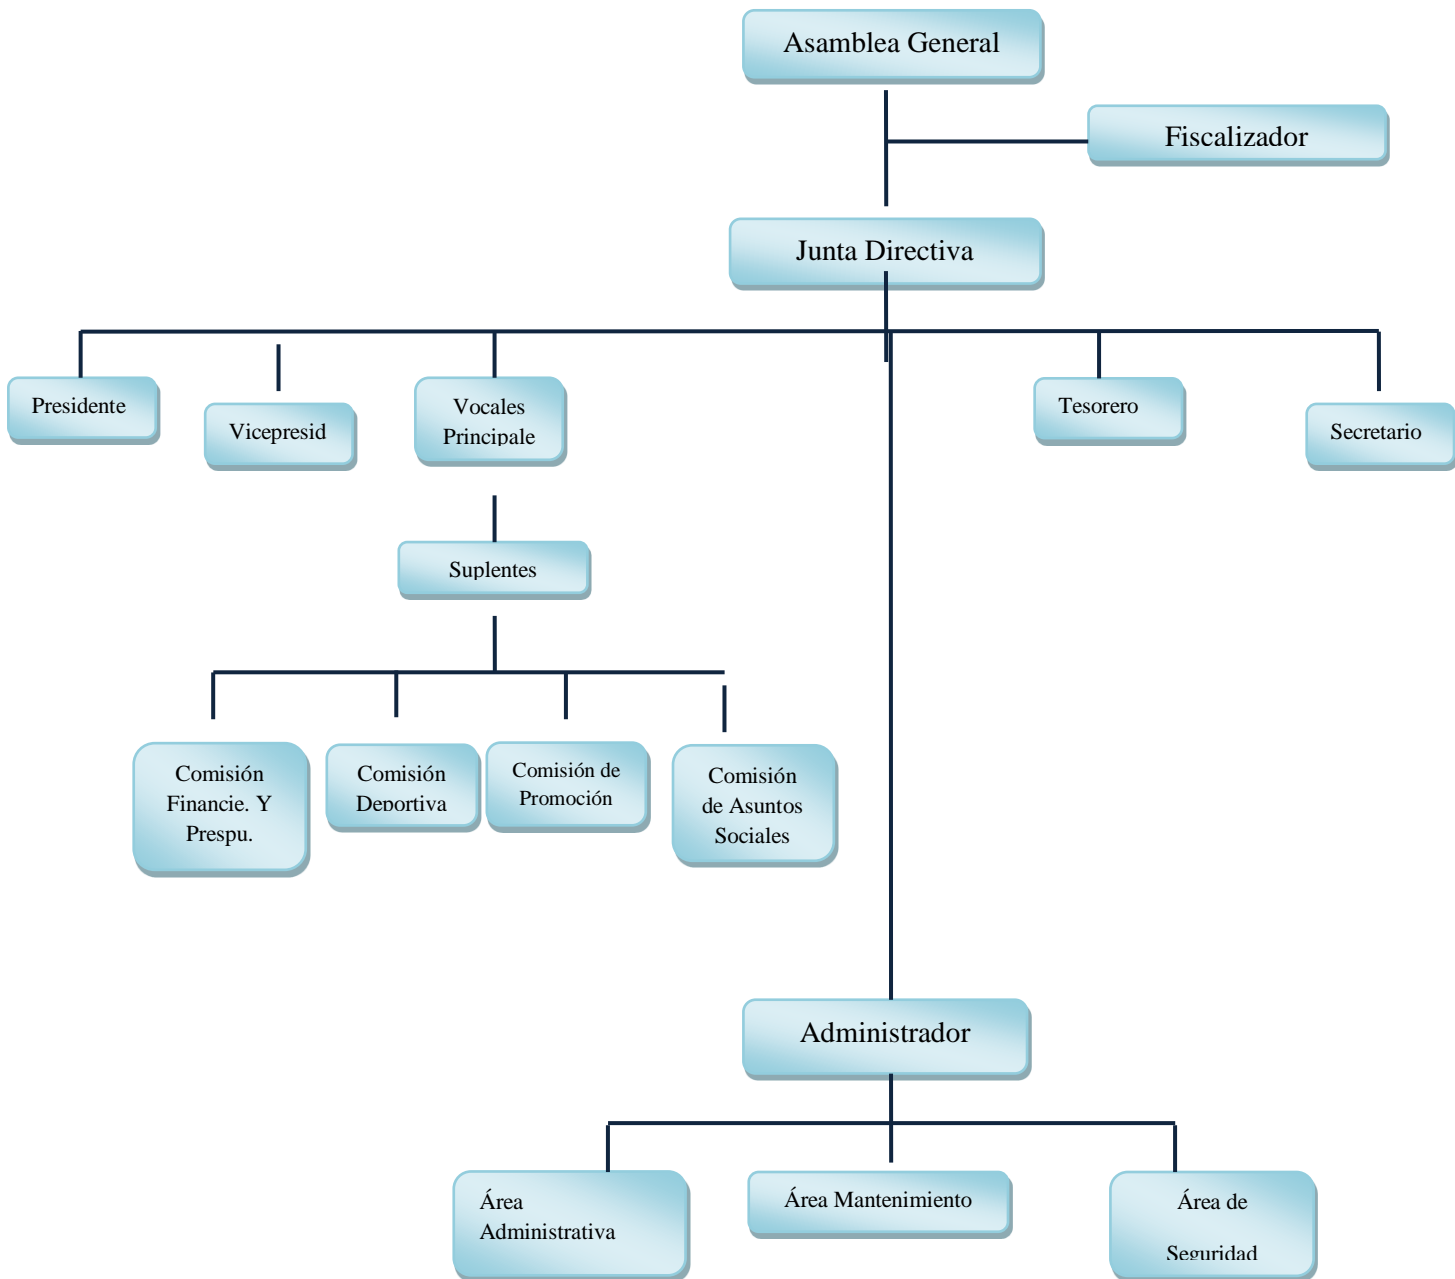 Asamblea General
Fiscalizador
Junta Directiva
Presidente
Vicepresid
Vocales
Principale
Tesorero
Secretario
Suplentes
Comisión
Financie. Y
Prespu.
Comisión
Deportiva
Comisión de
Promoción
Comisión
de Asuntos
Sociales
Administrador
Área
Administrativa
Área Mantenimiento
Área de
Seguridad